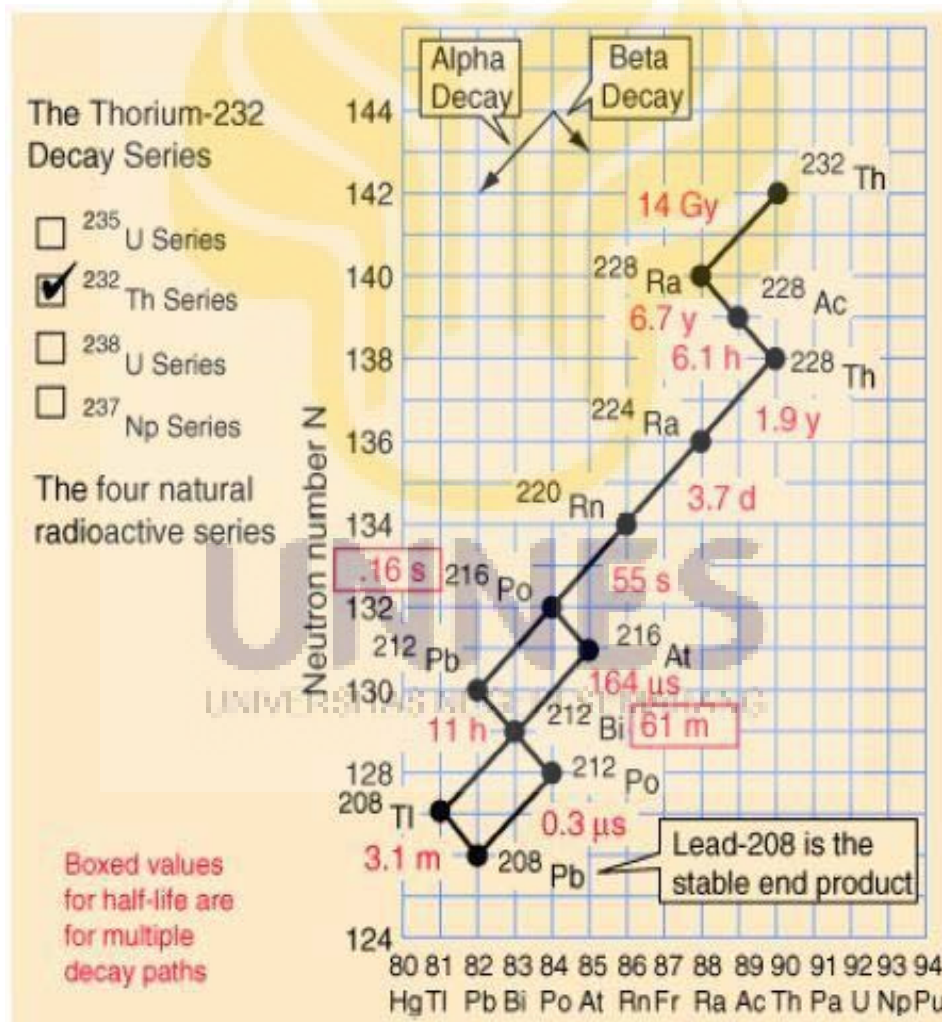 Alpha
Decay
Beta
Decay
The Thorium-232
Decay Series
235 U Series
232 Th Series
238 U Series
237 Np Series
The four natural
radioactive series
Neutron number N
144
142
140
138
136
134
132
130
128
124
232 Th
14 Gy
228 Ra
228 Ac
6.7 y
6.1 h
228 Th
224 Ra
1.9 y
3.7 d
220 Rn
55 s
.16 s
216 Po
216 At
212 Pb
164 µs
11 h
212 Bi
61 m
212 Po
208 Tl
0.3 µs
3.1 m
208 Pb
Lead-208 is the
stable end product
Boxed values
for half-life are
for multiple
decay paths
80 81 82 83 84 85 86 87 88 89 90 91 92 93 94
Hg Tl Pb Bi Po At Rn Fr Ra Ac Th Pa U Np Pu
UNNES